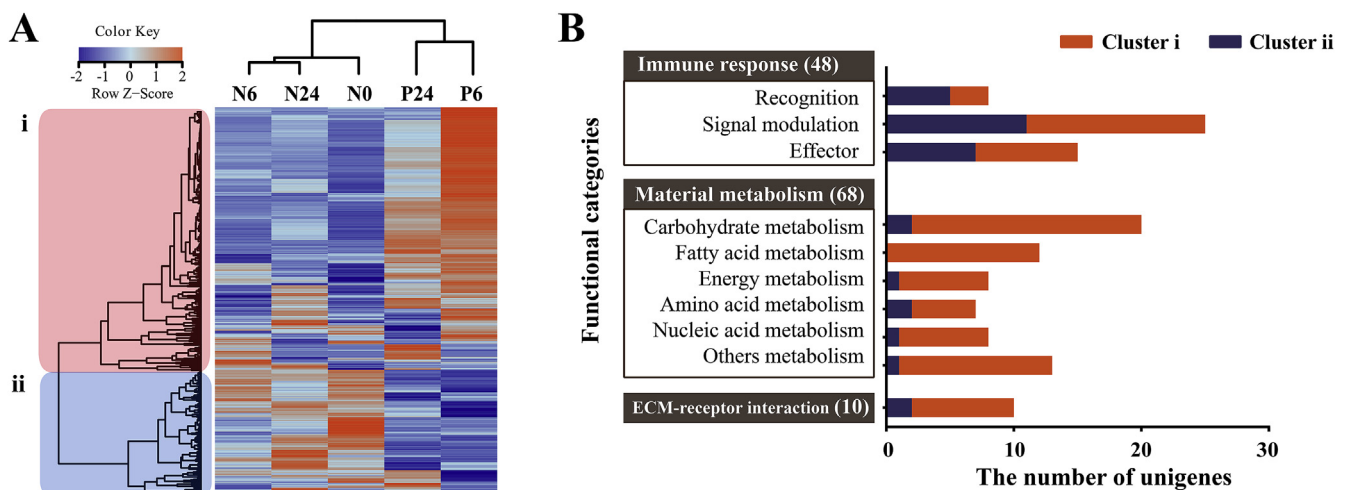 A
Color Key
-2 -1 0 1 2
Row Z-Score
N6 N24 N0 P24 P6
i
ii
B
Cluster i Cluster ii
Functional categories
Immune response (48)
Recognition
Signal modulation
Effector
Material metabolism (68)
Carbohydrate metabolism
Fatty acid metabolism
Energy metabolism
Amino acid metabolism
Nucleic acid metabolism
Others metabolism
ECM-receptor interaction (10)
0 10 20 30
The number of unigenes